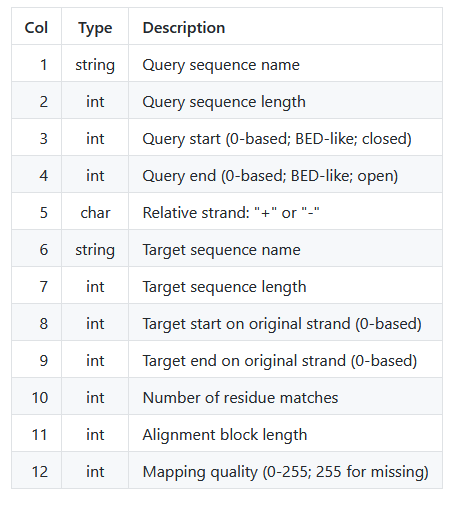 Col Type Description
1 string Query sequence name
2 int Query sequence length
3 int Query start (0-based; BED-like; closed)
4 int Query end (0-based; BED-like; open)
5 char Relative strand: "+" or "-"
6 string Target sequence name
7 int Target sequence length
8 int Target start on original strand (0-based)
9 int Target end on original strand (0-based)
10 int Number of residue matches
11 int Alignment block length
12 int Mapping quality (0-255; 255 for missing)